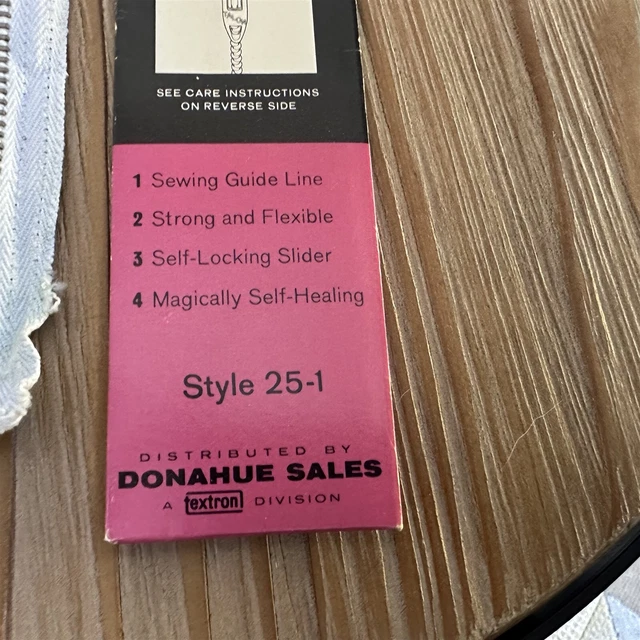 SEE CARE INSTRUCTIONS
ON REVERSE SIDE
1 Sewing Guide Line
2 Strong and Flexible
3 Self-Locking Slider
4 Magically Self-Healing
Style 25-1
DISTRIBUTED BY
DONAHUE SALES
A textron DIVISION